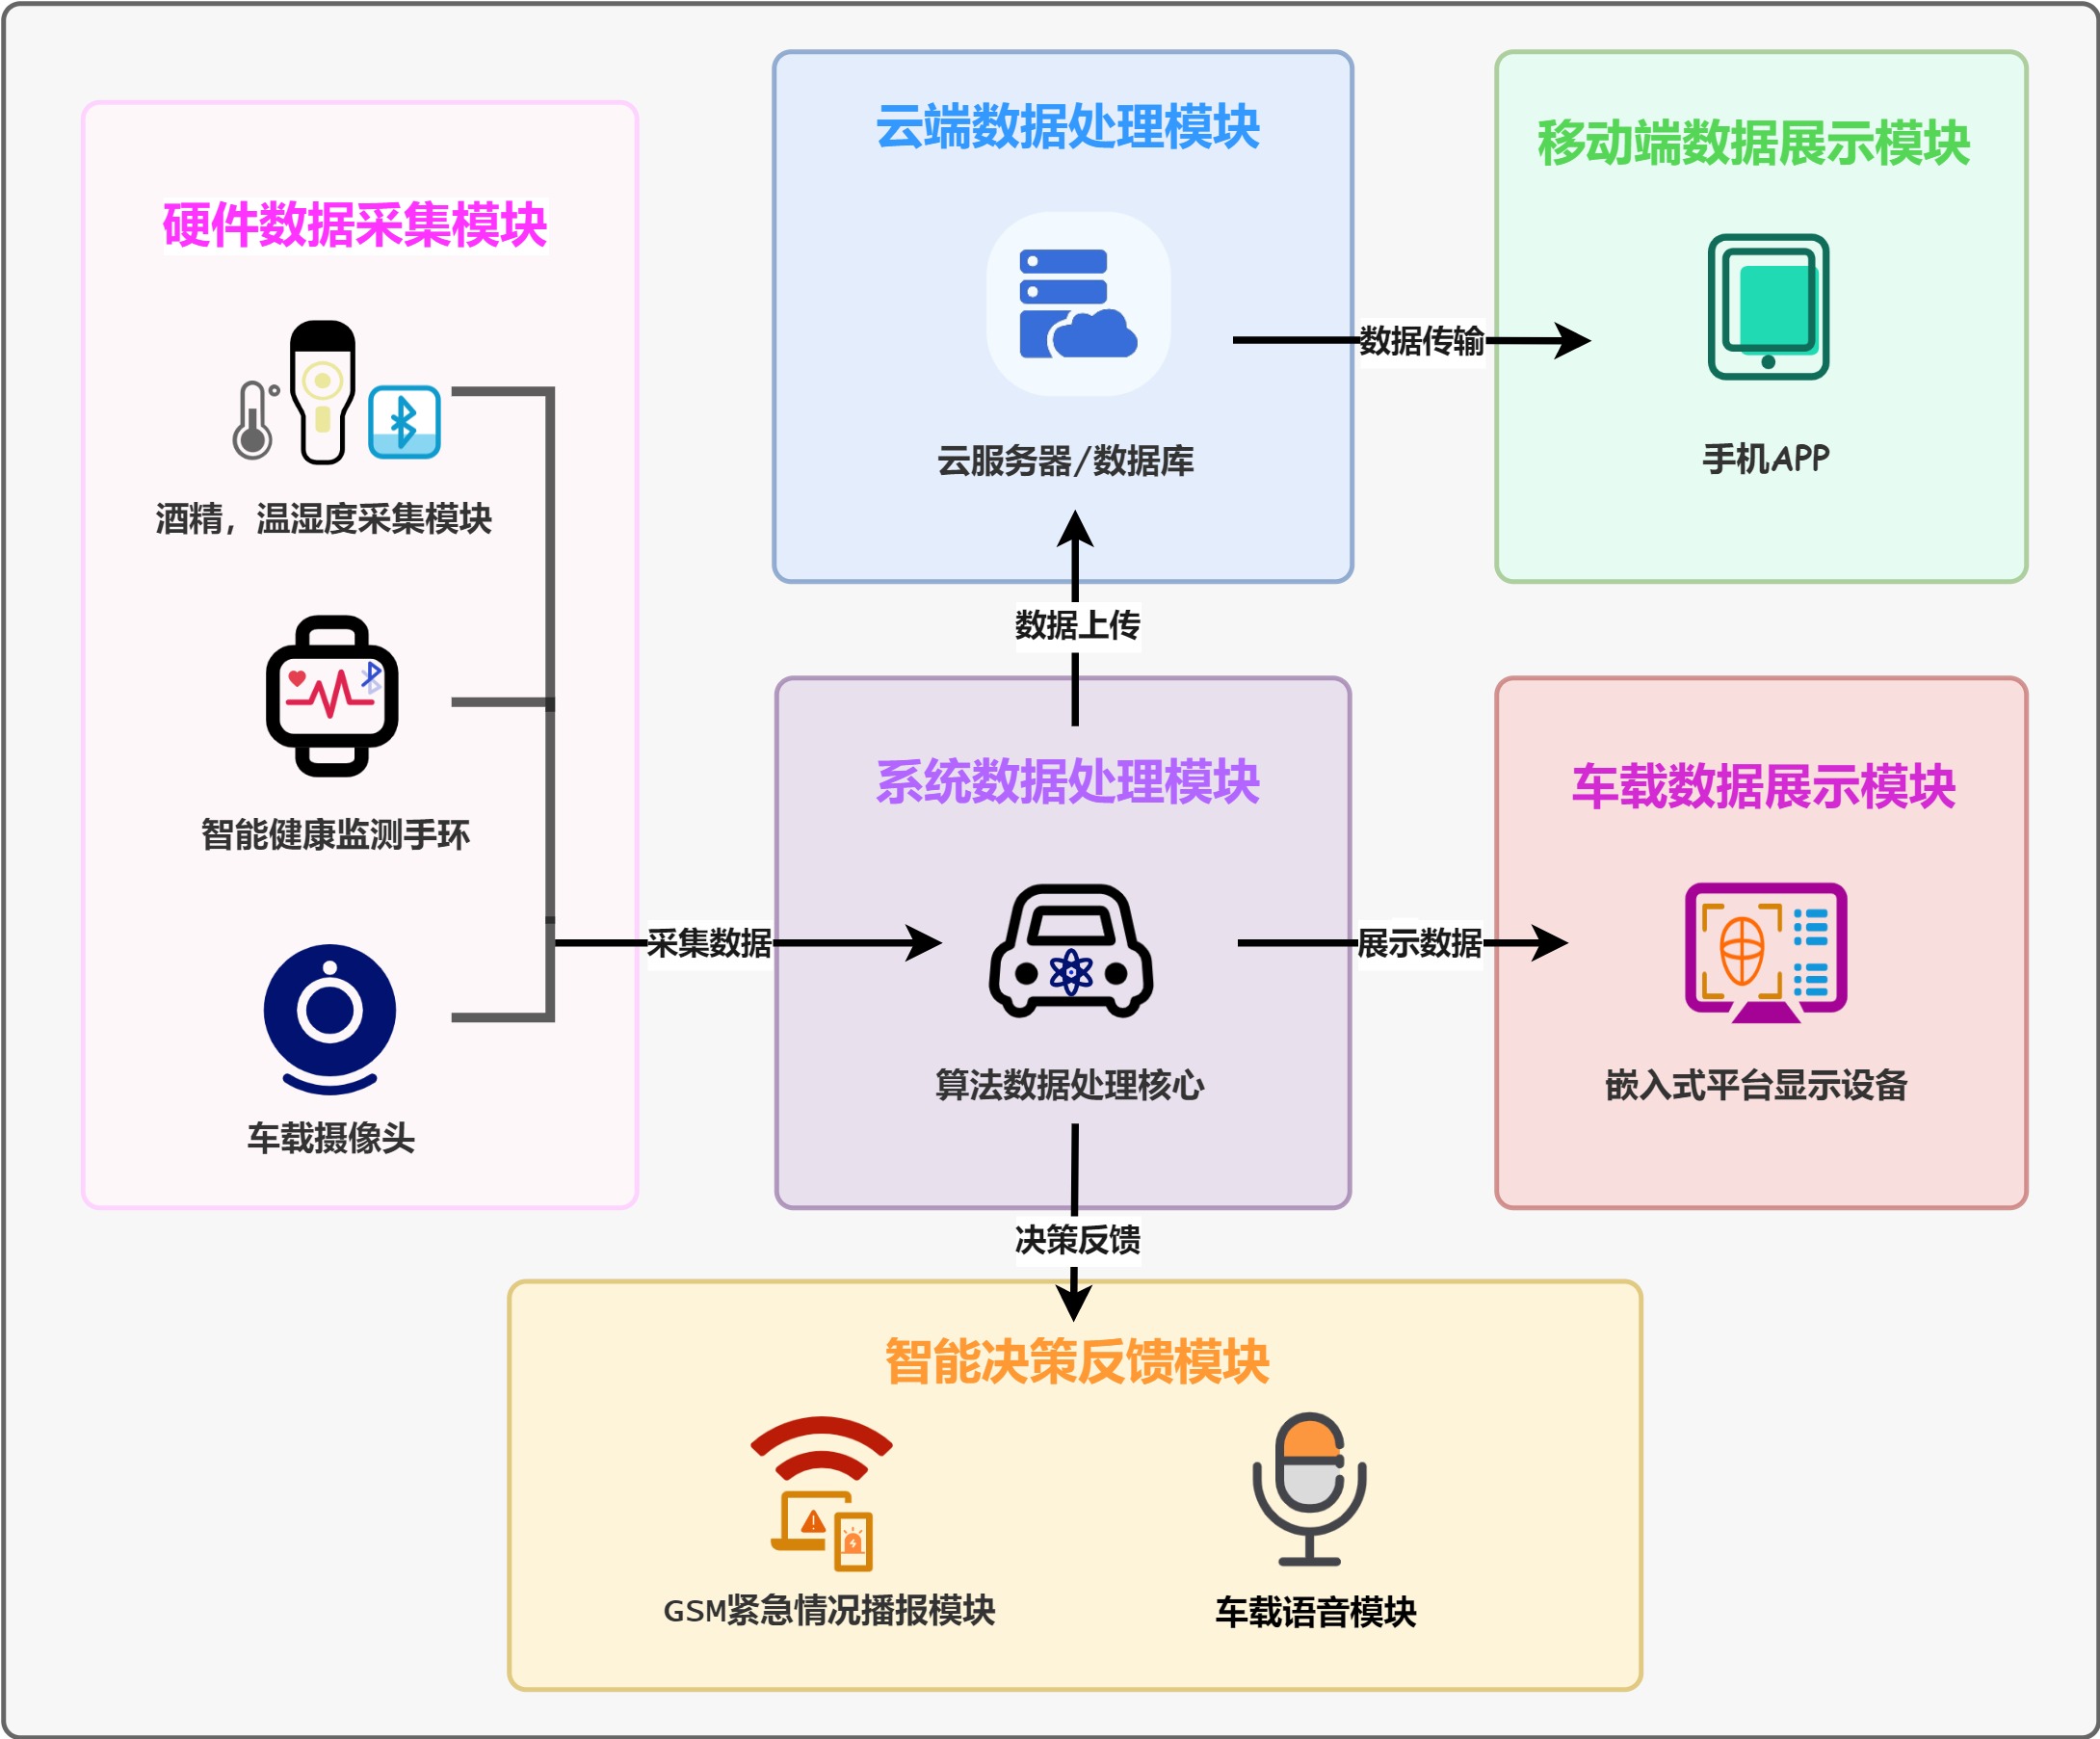 硬件数据采集模块
酒精，温湿度采集模块
智能健康监测手环
车载摄像头
采集数据
云端数据处理模块
云服务器/数据库
数据传输
移动端数据展示模块
手机APP
数据上传
系统数据处理模块
算法数据处理核心
展示数据
车载数据展示模块
嵌入式平台显示设备
决策反馈
智能决策反馈模块
GSM紧急情况播报模块
车载语音模块